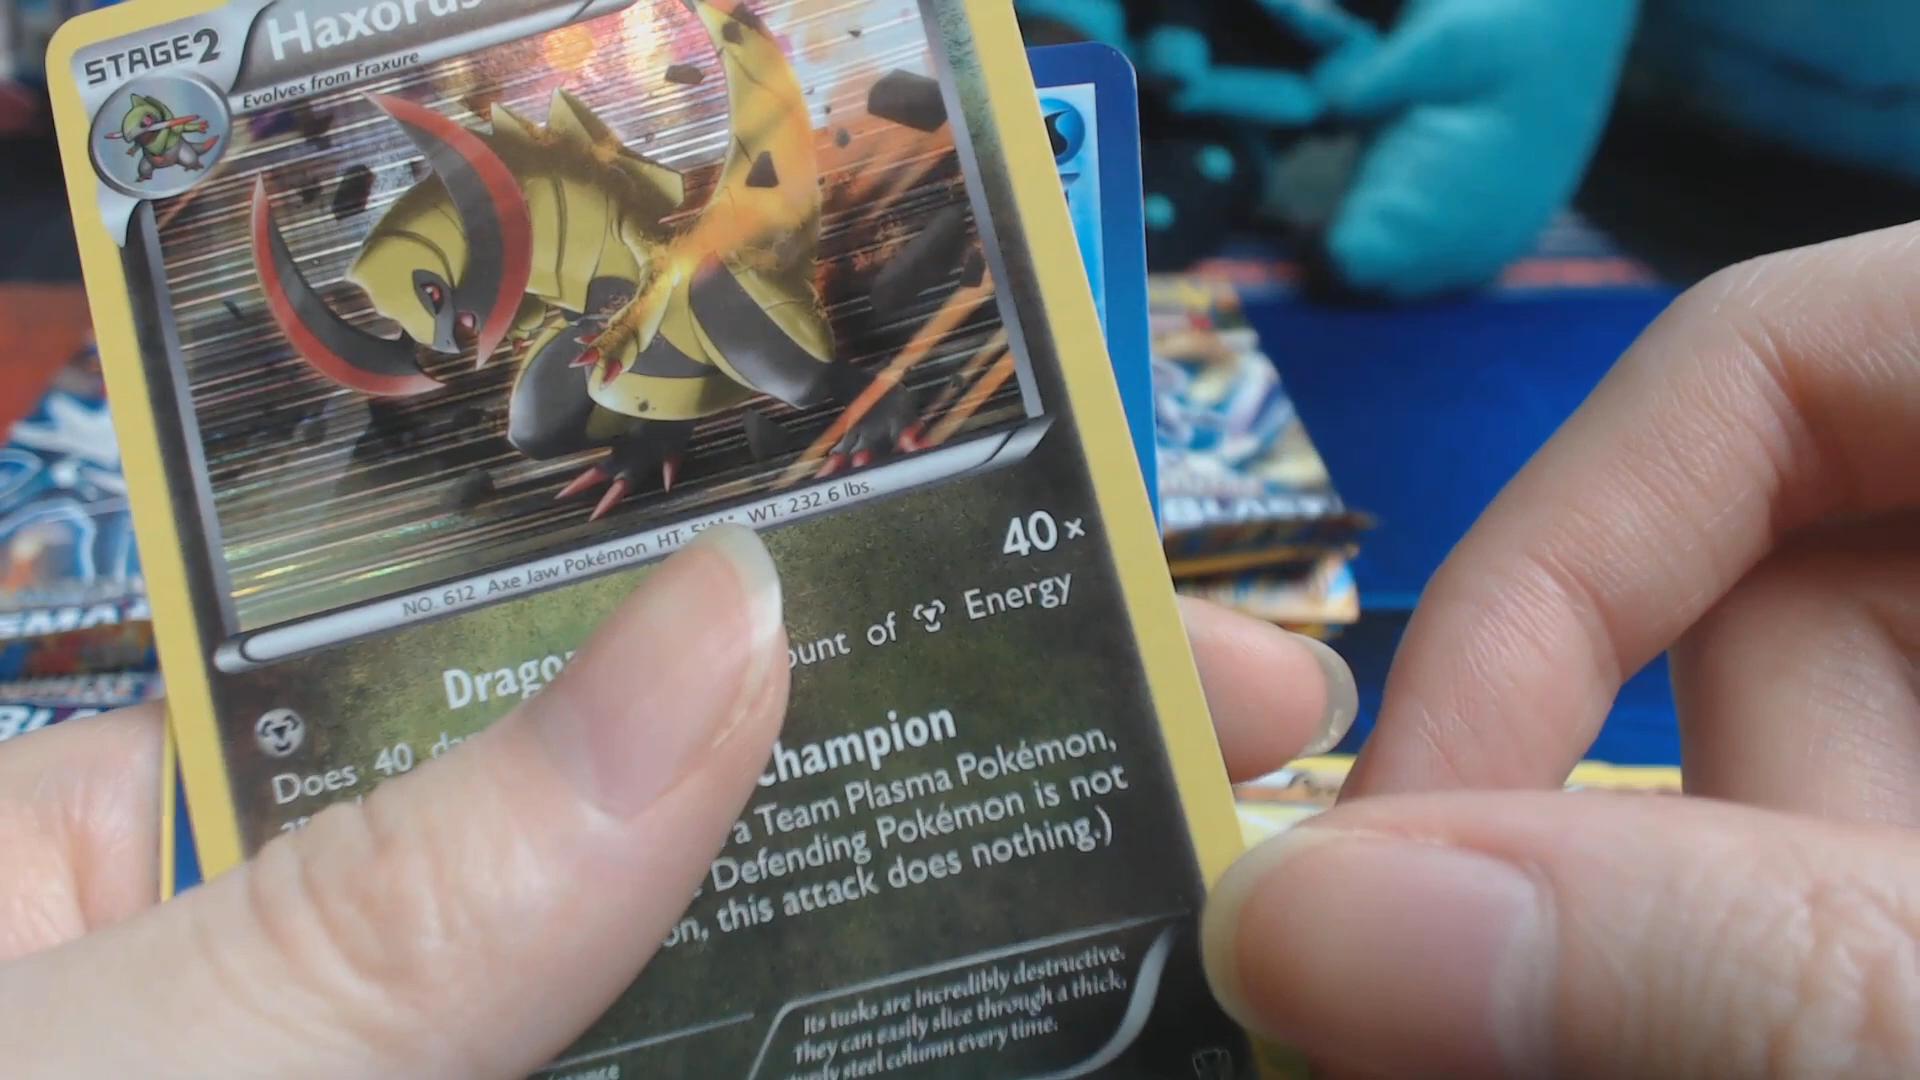 STAGE2
Haxorus
Evolves from Fraxure
NO. 612 Axe Jaw Pokémon HT: WT: 232.6 lbs.
40×
of Energy
Does 40
Champion
a Team Plasma Pokémon,
Defending Pokémon is not
this attack does nothing.)
Its tusks are incredibly destructive.
They can easily slice through a thick,
steel column every time.
BLAST